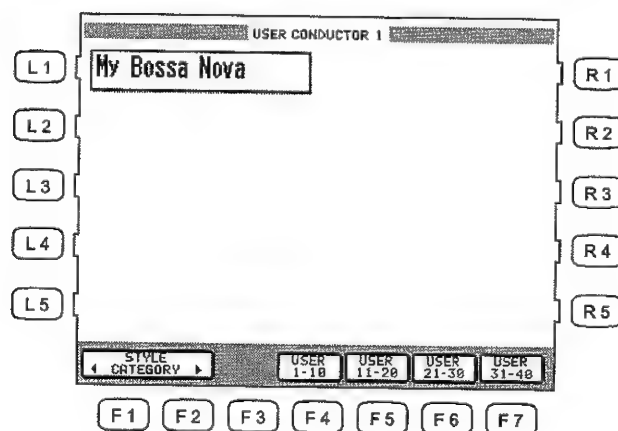 USER CONDUCTOR 1
L1
My Bossa Nova
R1
L2
R2
L3
R3
L4
R4
L5
R5
STYLE
◄ CATEGORY ►
USER
1-10
USER
11-20
USER
21-30
USER
31-40
F1 F2 F3 F4 F5 F6 F7